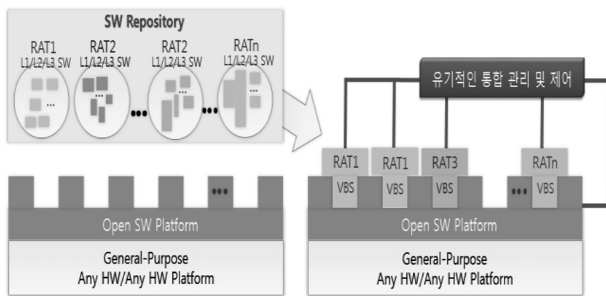 SW Repository
RAT1
L1/L2/L3 SW
RAT2
L1/L2/L3 SW
RAT2
L1/L2/L3 SW
RATn
L1/L2/L3 SW
...
...
...
...
•••
•••
유기적인 통합 관리 및 제어
RAT1
RAT1
RAT3
RATn
VBS
VBS
VBS
•••
VBS
•••
Open SW Platform
General-Purpose
Any HW/Any HW Platform
Open SW Platform
General-Purpose
Any HW/Any HW Platform